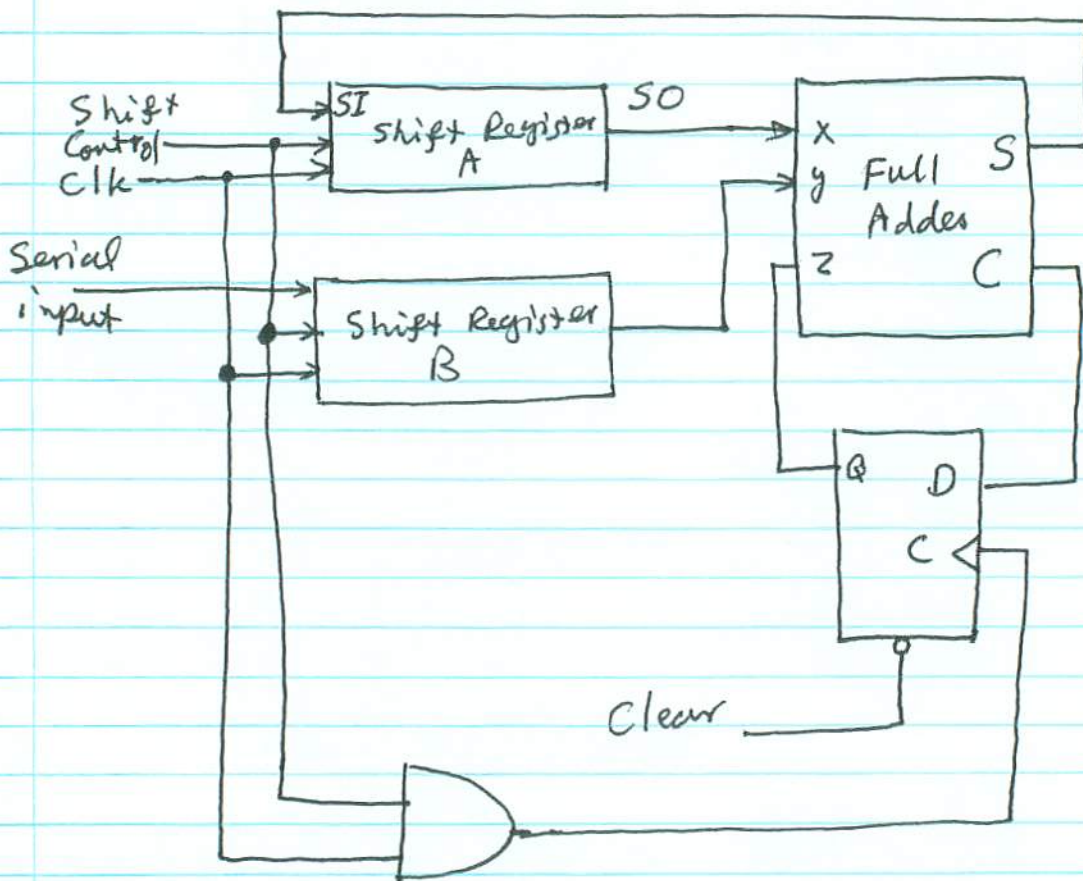 Shift
Control
Clk
SI
Shift Register
A
SO
x
y
z
Full
Adder
S
C
Serial
input
Shift Register
B
Q
D
C
Clear